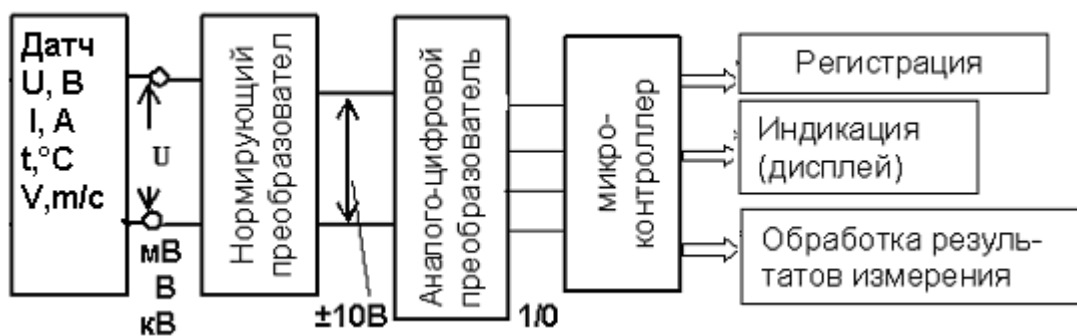 Датч
U, В
I, А
t,°C
V,m/c
U
мВ
В
кВ
Нормирующий
преобразовател
±10В
Аналого-цифровой
преобразователь
1/0
микро-
контроллер
Регистрация
Индикация
(дисплей)
Обработка резуль-
татов измерения